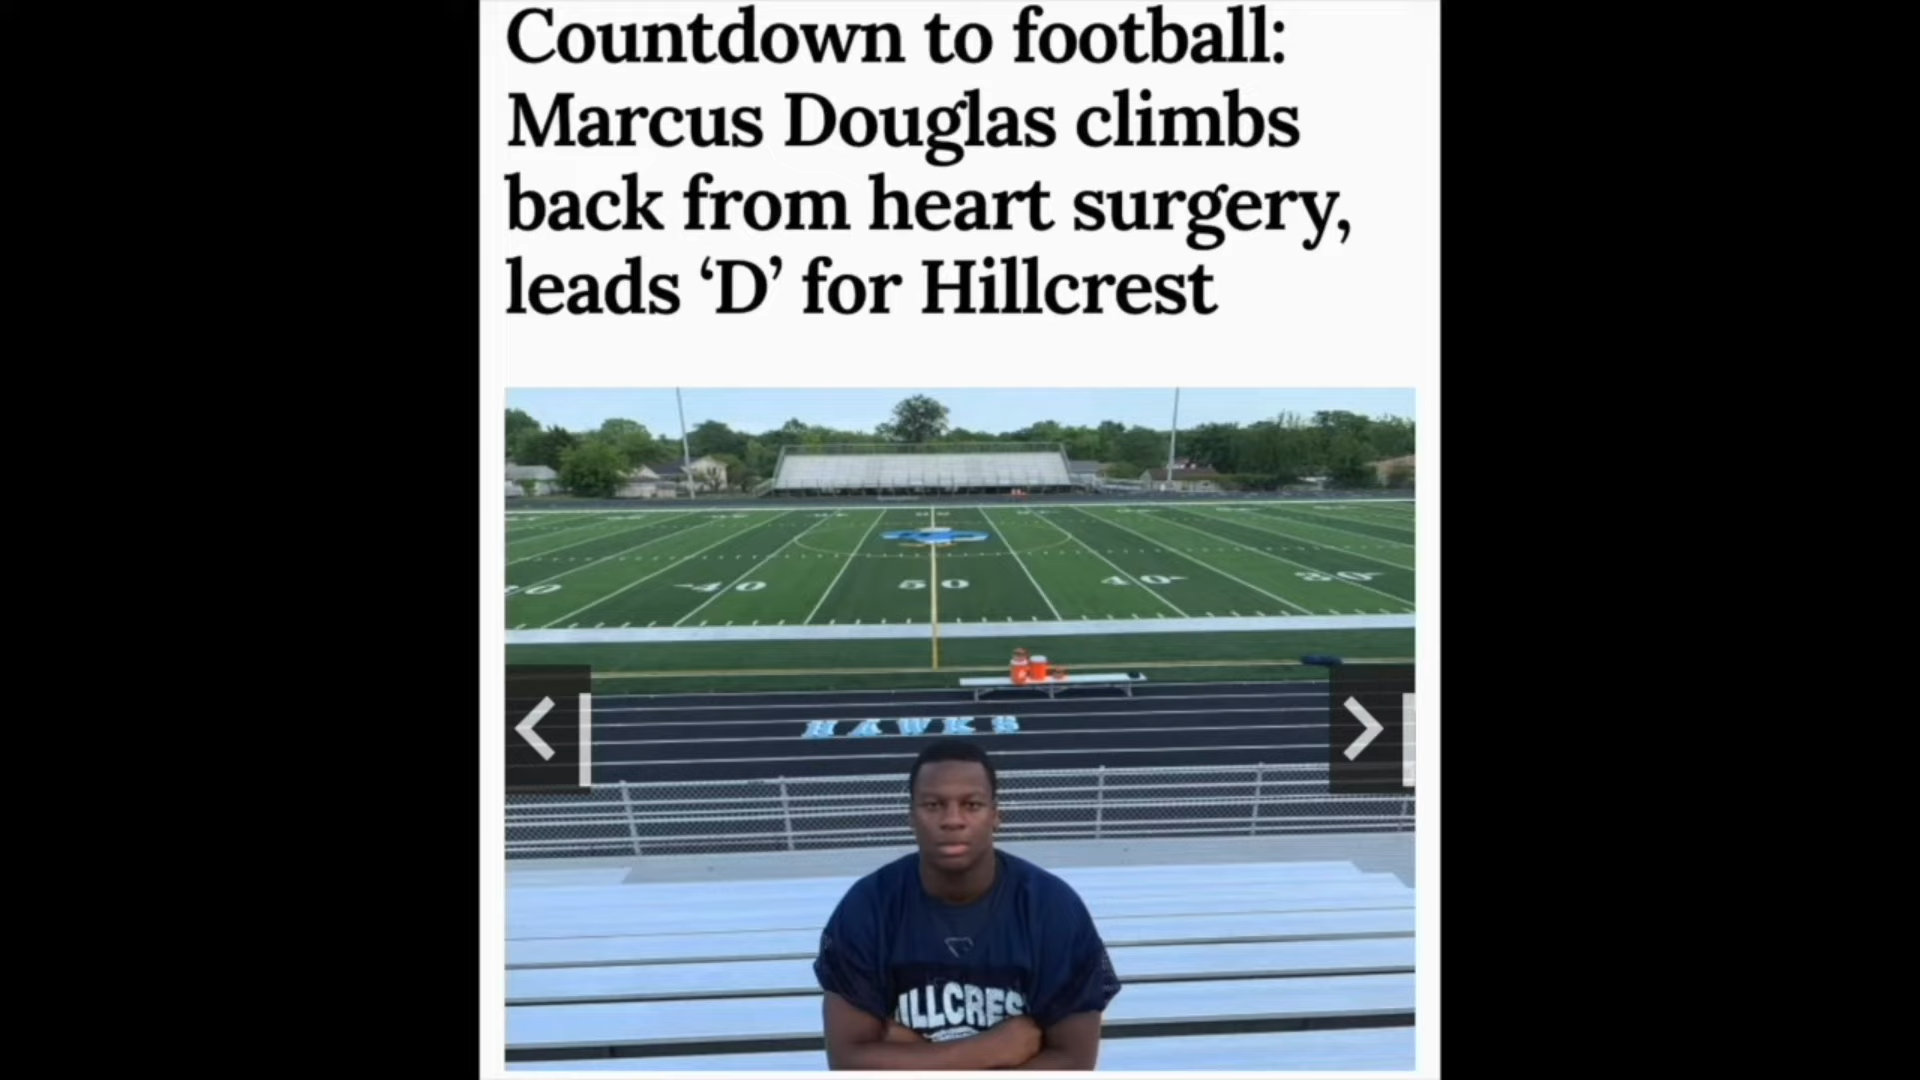 Countdown to football:
Marcus Douglas climbs
back from heart surgery,
leads ‘D’ for Hillcrest
40 50 40 30
HAWKS
ILLCRES